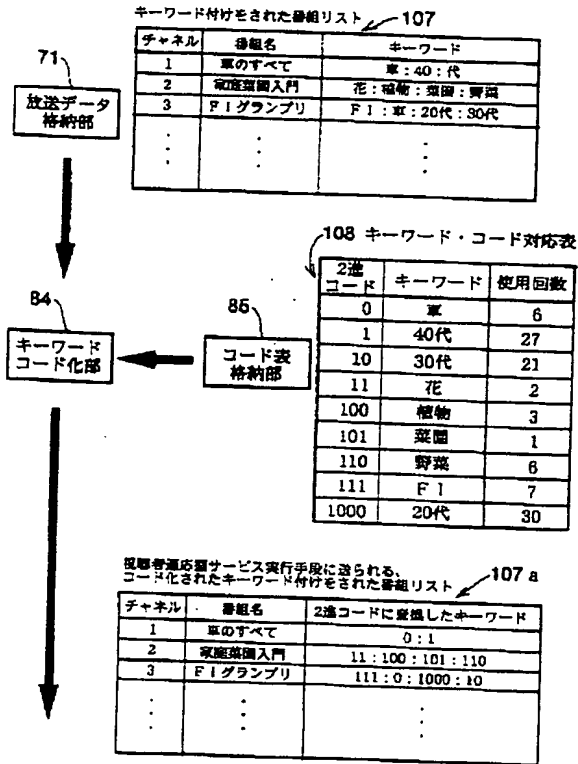 キーワード付けをされた番組リスト 107
チャネル 番組名 キーワード
1 車のすべて 車:40:代
2 家庭菜園入門 花:植物:菜園:野菜
3 F1グランプリ F1:車:20代:30代
71
放送データ
格納部
108 キーワード・コード対応表
2進
コード キーワード 使用回数
0 車 6
1 40代 27
10 30代 21
11 花 2
100 植物 3
101 菜園 1
110 野菜 6
111 F1 7
1000 20代 30
84
キーワード
コード化部
85
コード表
格納部
視聴者適応型サービス実行手段に送られる、
コード化されたキーワード付けをされた番組リスト 107a
チャネル 番組名 2進コードに変換したキーワード
1 車のすべて 0:1
2 家庭菜園入門 11:100:101:110
3 F1グランプリ 111:0:1000:10